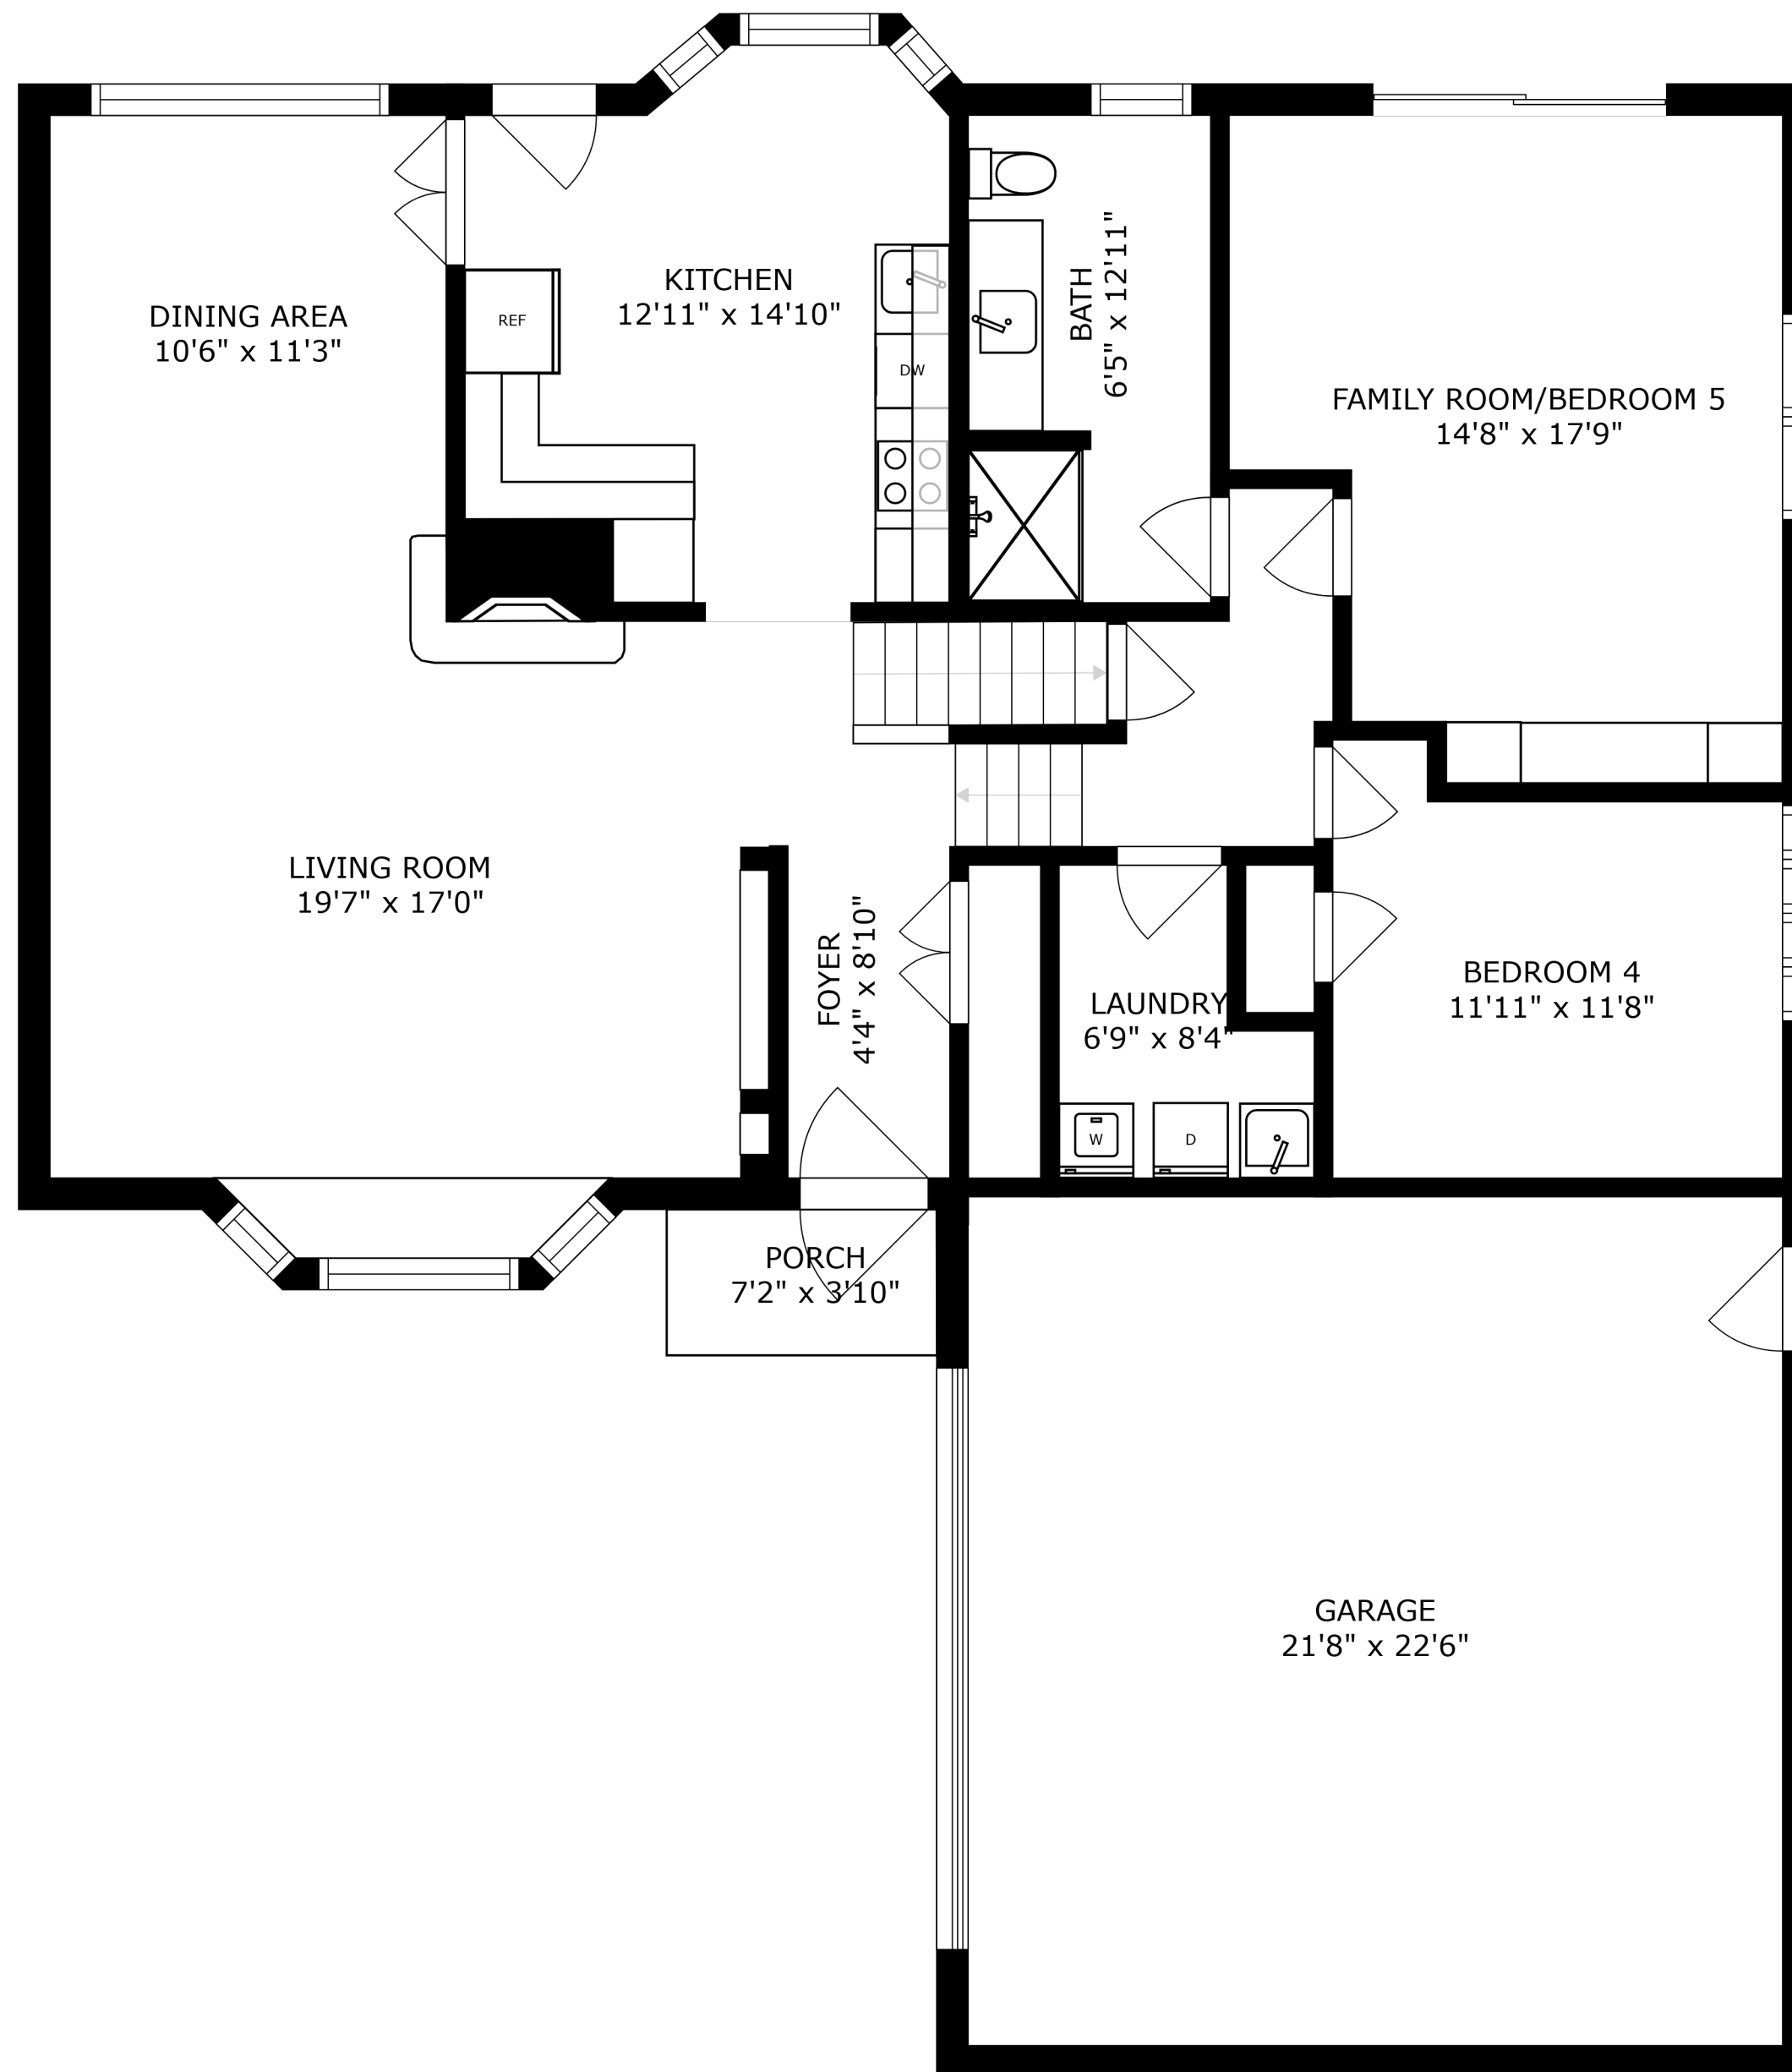 KITCHEN
12'11" x 14'10"
DINING AREA
10'6" x 11'3"
REF
DW
BATH
6'5" x 12'11"
FAMILY ROOM/BEDROOM 5
14'8" x 17'9"
LIVING ROOM
19'7" x 17'0"
FOYER
4'4" x 8'10"
LAUNDRY
6'9" x 8'4"
BEDROOM 4
11'11" x 11'8"
W
D
PORCH
7'2" x 3'10"
GARAGE
21'8" x 22'6"